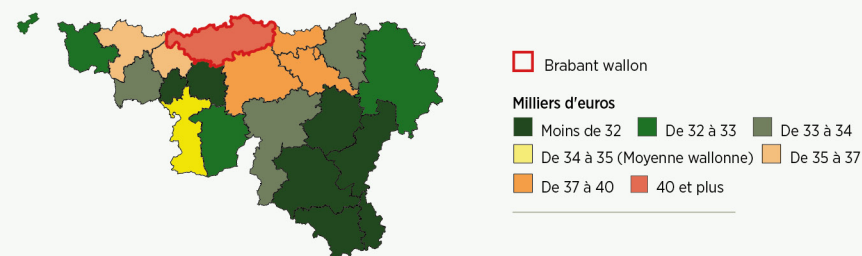 Brabant wallon
Milliers d'euros
Moins de 32 De 32 à 33 De 33 à 34
De 34 à 35 (Moyenne wallonne) De 35 à 37
De 37 à 40 40 et plus